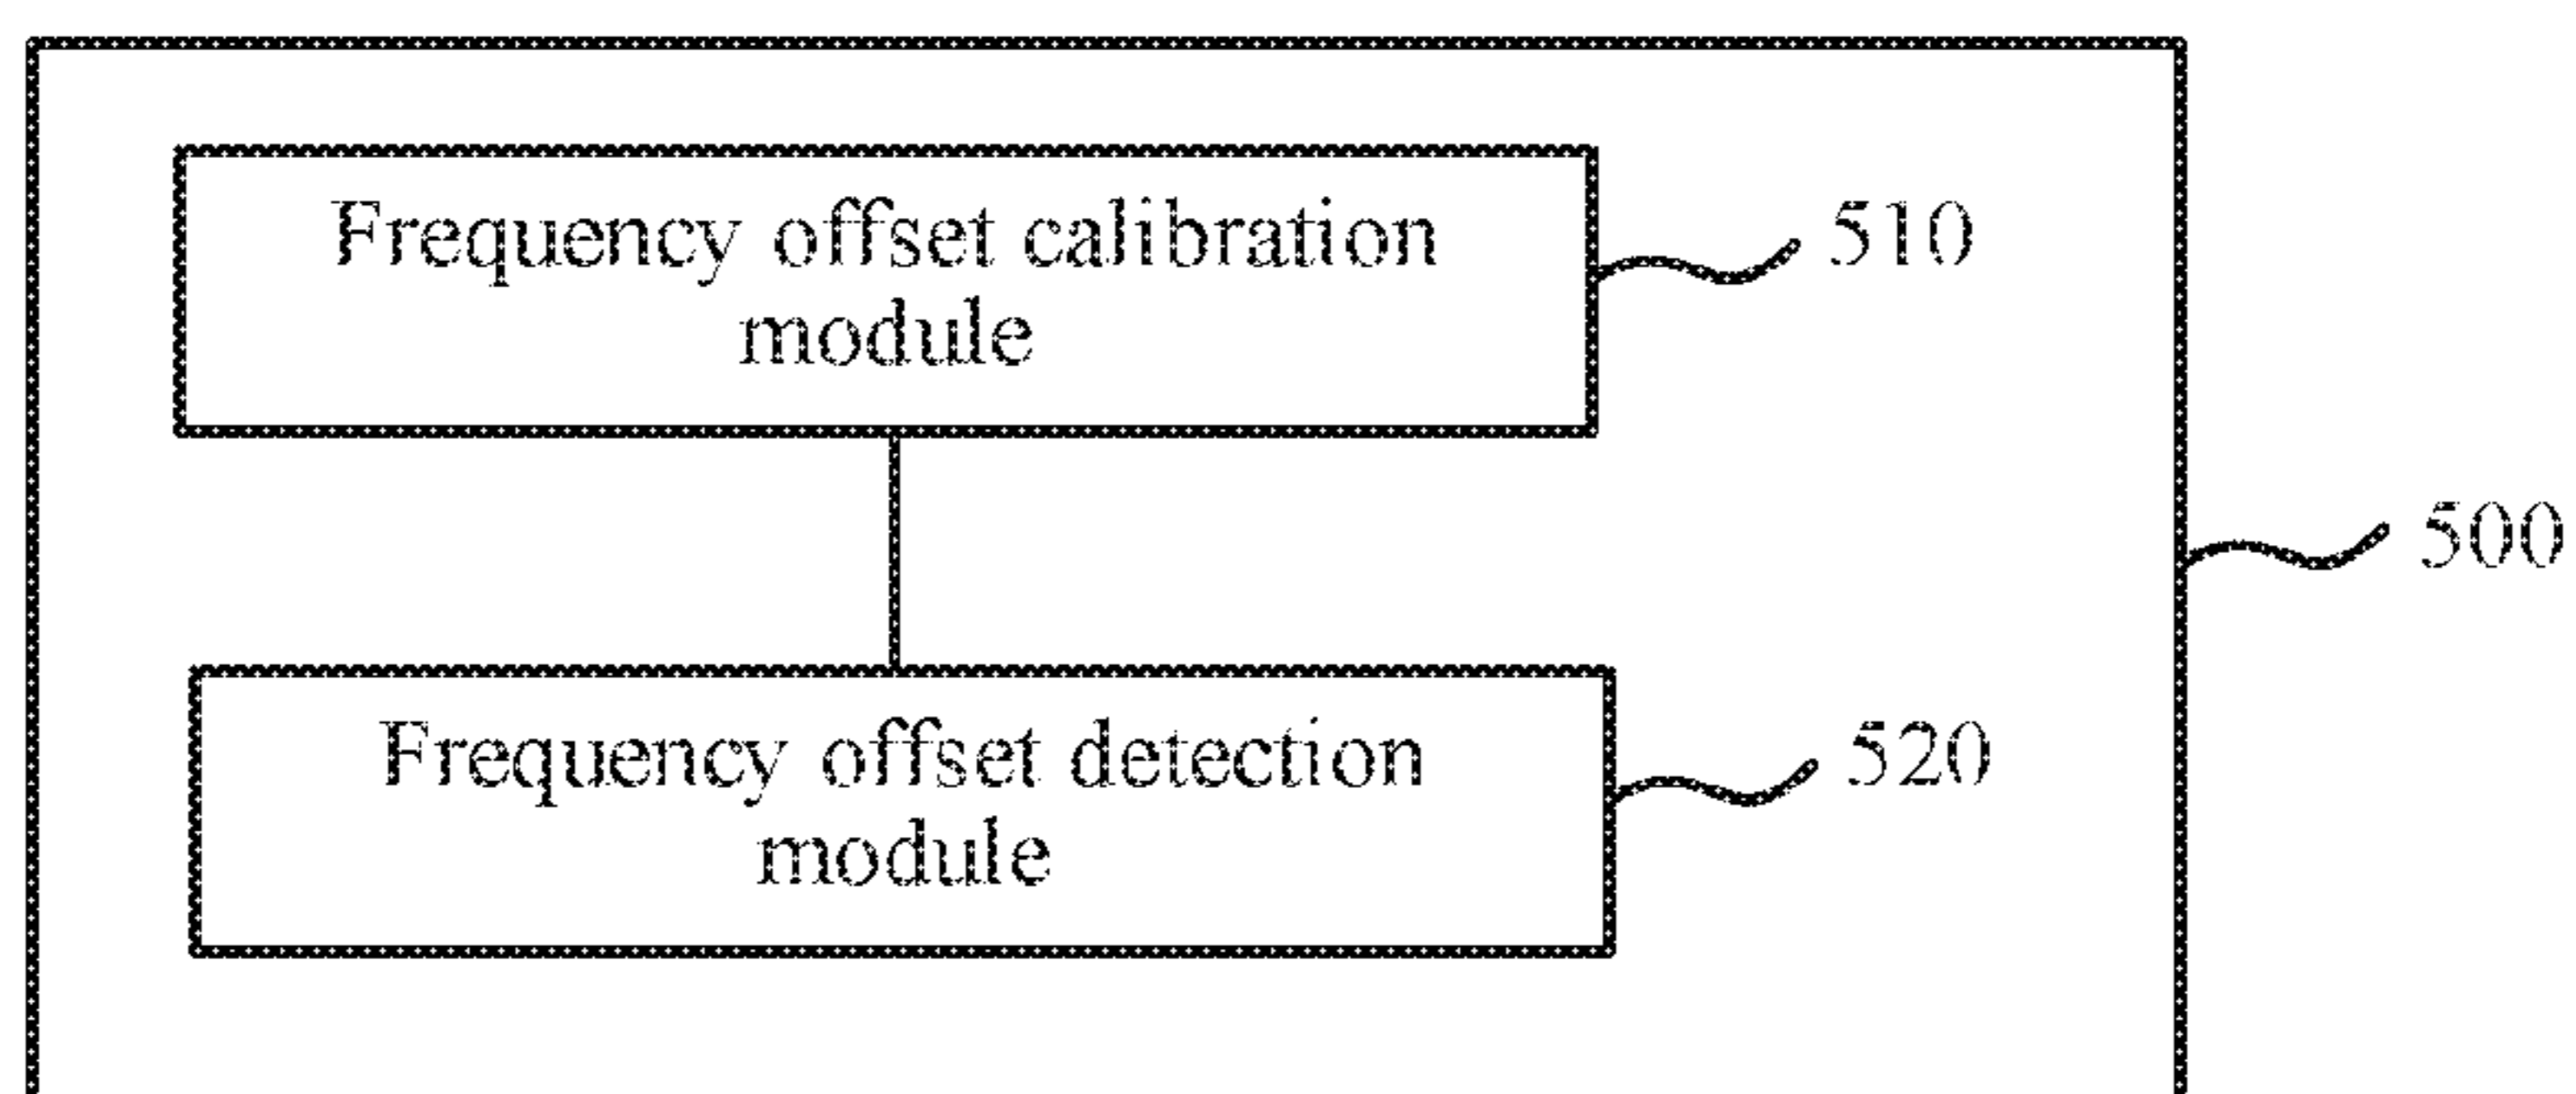 Frequency offset calibration
module
510
500
Frequency offset detection
module
520